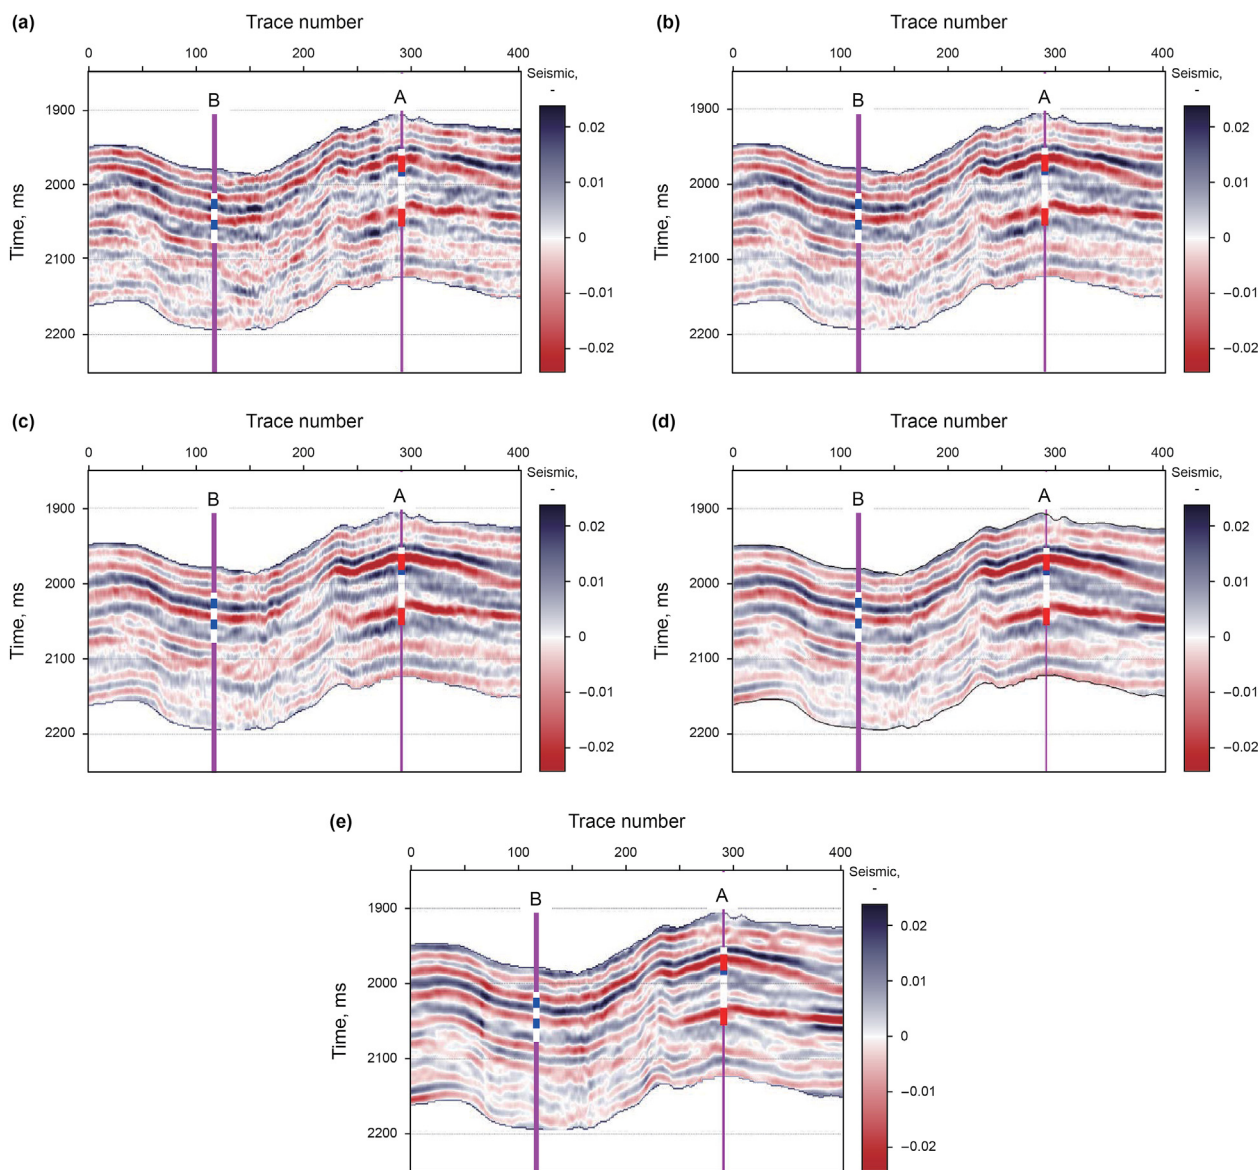 (a) Trace number
0 100 200 300 400
Seismic,
-
B A
1900
2000
2100
2200
Time, ms
0.02
0.01
0
−0.01
−0.02
(b) Trace number
0 100 200 300 400
Seismic,
-
B A
1900
2000
2100
2200
Time, ms
0.02
0.01
0
−0.01
−0.02
(c) Trace number
0 100 200 300 400
Seismic,
-
B A
1900
2000
2100
2200
Time, ms
0.02
0.01
0
−0.01
−0.02
(d) Trace number
0 100 200 300 400
Seismic,
-
B A
1900
2000
2100
2200
Time, ms
0.02
0.01
0
−0.01
−0.02
(e) Trace number
0 100 200 300 400
Seismic,
-
B A
1900
2000
2100
2200
Time, ms
0.02
0.01
0
−0.01
−0.02